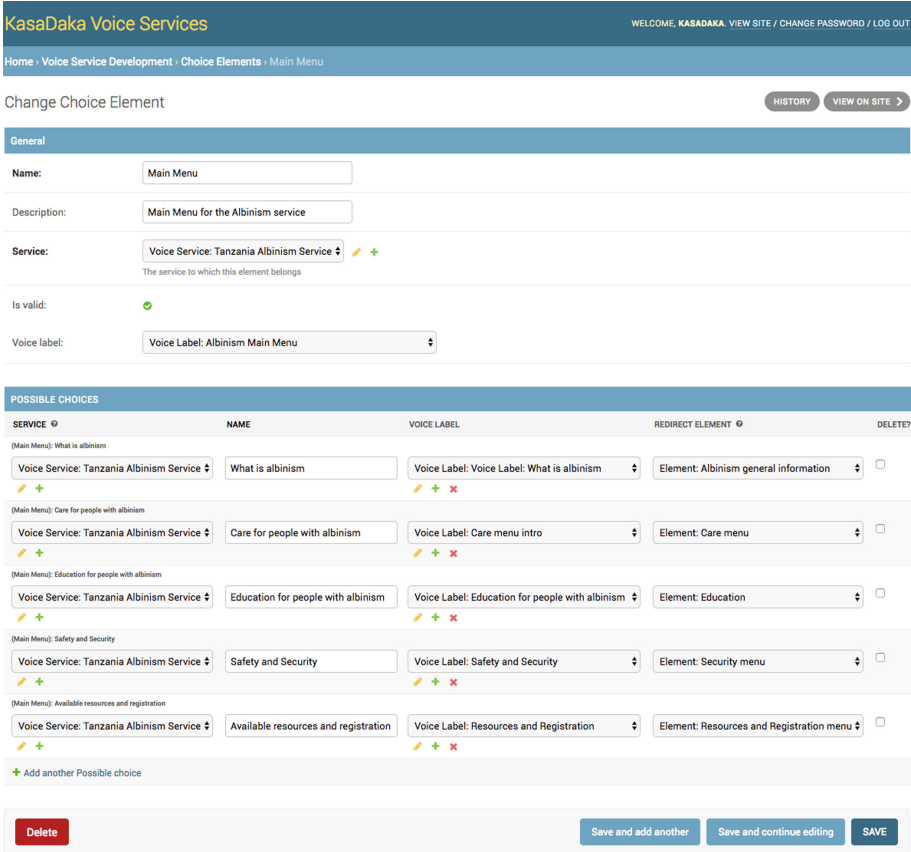 KasaDaka Voice Services
WELCOME, KASADAKA. VIEW SITE / CHANGE PASSWORD / LOG OUT
Home › Voice Service Development › Choice Elements › Main Menu
Change Choice Element
HISTORY
VIEW ON SITE
General
Name:
Main Menu
Description:
Main Menu for the Albinism service
Service:
Voice Service: Tanzania Albinism Service
The service to which this element belongs
Is valid:
Voice label:
Voice Label: Albinism Main Menu
POSSIBLE CHOICES
SERVICE NAME VOICE LABEL REDIRECT ELEMENT DELETE?
(Main Menu): What is albinism
Voice Service: Tanzania Albinism Service What is albinism Voice Label: Voice Label: What is albinism Element: Albinism general information
(Main Menu): Care for people with albinism
Voice Service: Tanzania Albinism Service Care for people with albinism Voice Label: Care menu intro Element: Care menu
(Main Menu): Education for people with albinism
Voice Service: Tanzania Albinism Service Education for people with albinism Voice Label: Education for people with albinism Element: Education
(Main Menu): Safety and Security
Voice Service: Tanzania Albinism Service Safety and Security Voice Label: Safety and Security Element: Security menu
(Main Menu): Available resources and registration
Voice Service: Tanzania Albinism Service Available resources and registration Voice Label: Resources and Registration Element: Resources and Registration menu
Add another Possible choice
Delete
Save and add another
Save and continue editing
SAVE